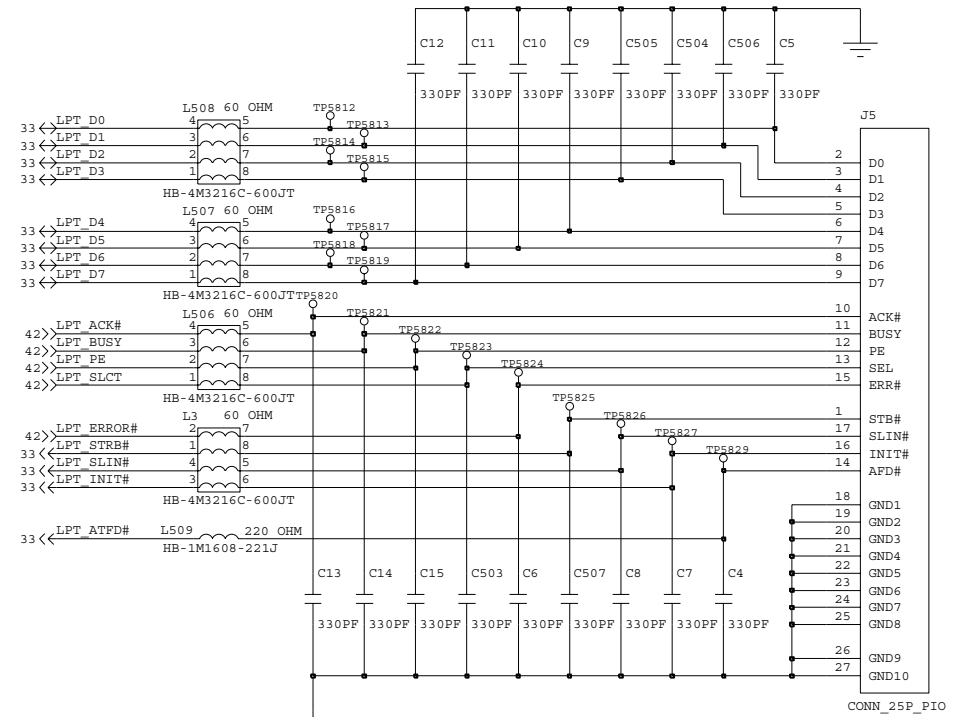 C12 C11 C10 C9 C505 C504 C506 C5
330PF 330PF 330PF 330PF 330PF 330PF 330PF 330PF
L508 60 OHM TP5812
J5
33 LPT_D0 4 5 TP5813
33 LPT_D1 3 6 TP5814
33 LPT_D2 2 7 TP5815
33 LPT_D3 1 8
HB-4M3216C-600JT
2 D0
3 D1
4 D2
5 D3
L507 60 OHM TP5816
33 LPT_D4 4 5 TP5817 6 D4
33 LPT_D5 3 6 TP5818 7 D5
33 LPT_D6 2 7 TP5819 8 D6
33 LPT_D7 1 8 9 D7
HB-4M3216C-600JT TP5820
L506 60 OHM TP5821
10 ACK#
42 LPT_ACK# 4 5 TP5822 11 BUSY
42 LPT_BUSY 3 6 TP5823 12 PE
42 LPT_PE 2 7 TP5824 13 SEL
42 LPT_SLCT 1 8 15 ERR#
HB-4M3216C-600JT
TP5825
L3 60 OHM TP5826
1 STB#
42 LPT_ERROR# 2 7 TP5827 17 SLIN#
33 LPT_STRB# 1 8 TP5829 16 INIT#
33 LPT_SLIN# 4 5 14 AFD#
33 LPT_INIT# 3 6
HB-4M3216C-600JT
18 GND1
19 GND2
33 LPT_ATFD# L509 220 OHM 20 GND3
HB-1M1608-221J
21 GND4
C13 C14 C15 C503 C6 C507 C8 C7 C4
22 GND5
23 GND6
24 GND7
330PF 330PF 330PF 330PF 330PF 330PF 330PF 330PF 330PF
25 GND8
26 GND9
27 GND10
CONN_25P_PIO